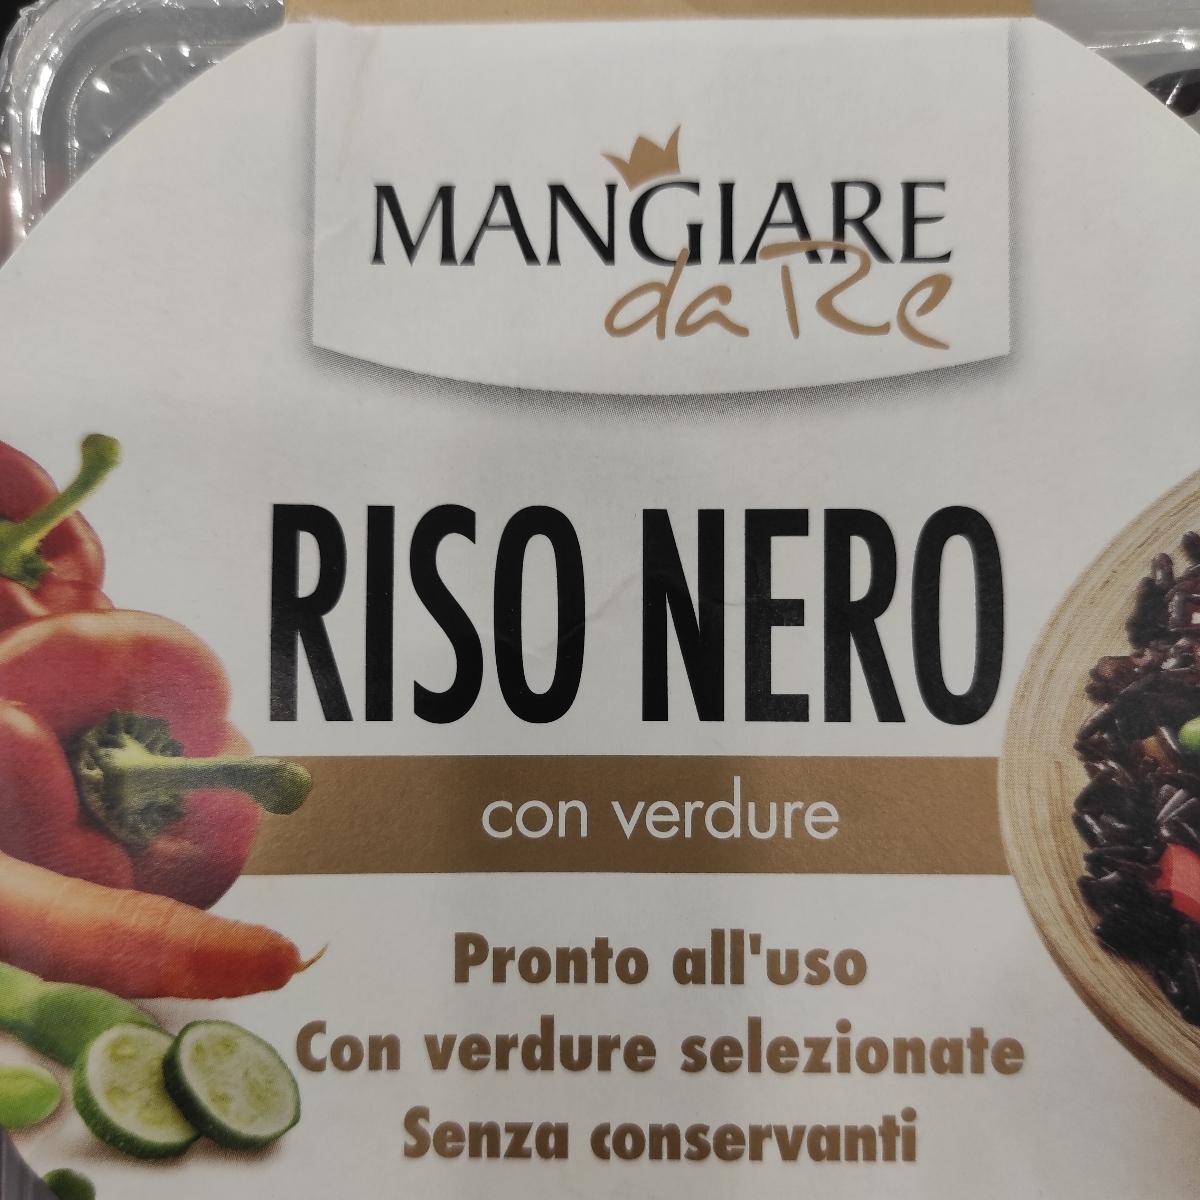 MANGIARE
da Re
RISO NERO
con verdure
Pronto all'uso
Con verdure selezionate
Senza conservanti